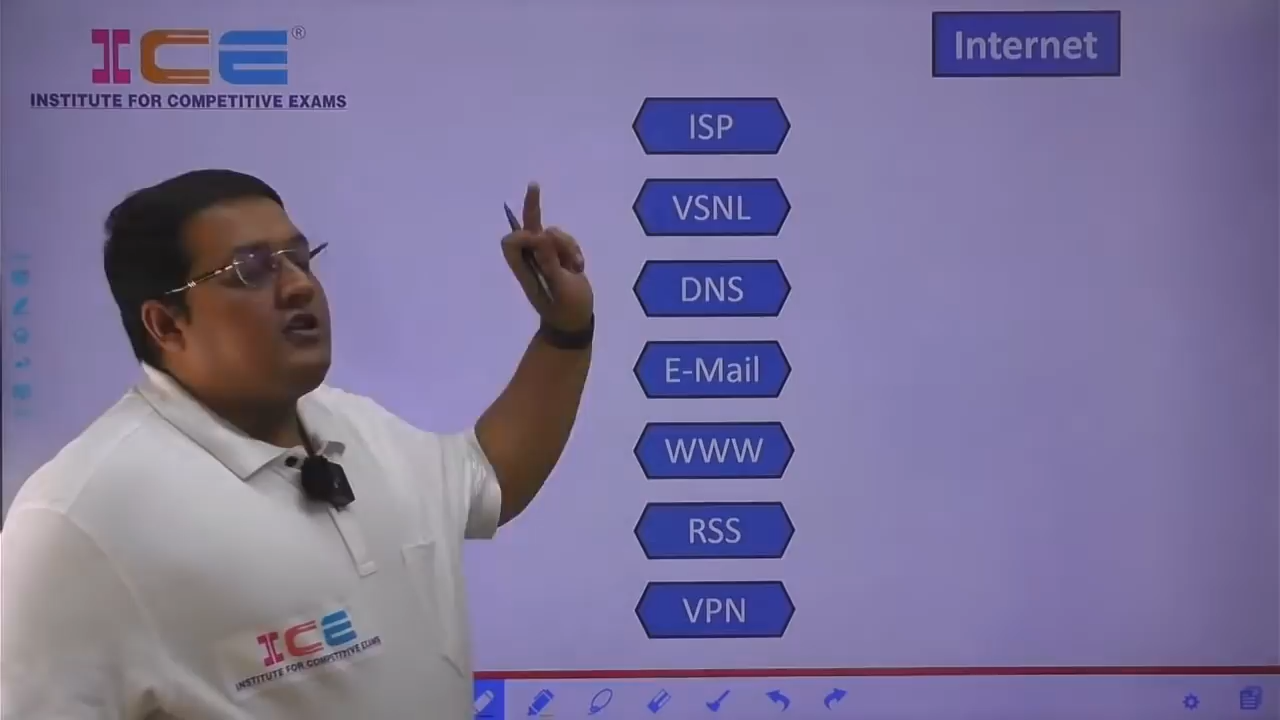 ICE®
INSTITUTE FOR COMPETITIVE EXAMS
Internet
ISP
VSNL
DNS
E-Mail
WWW
RSS
VPN
ICE
INSTITUTE FOR COMPETITIVE EXAMS